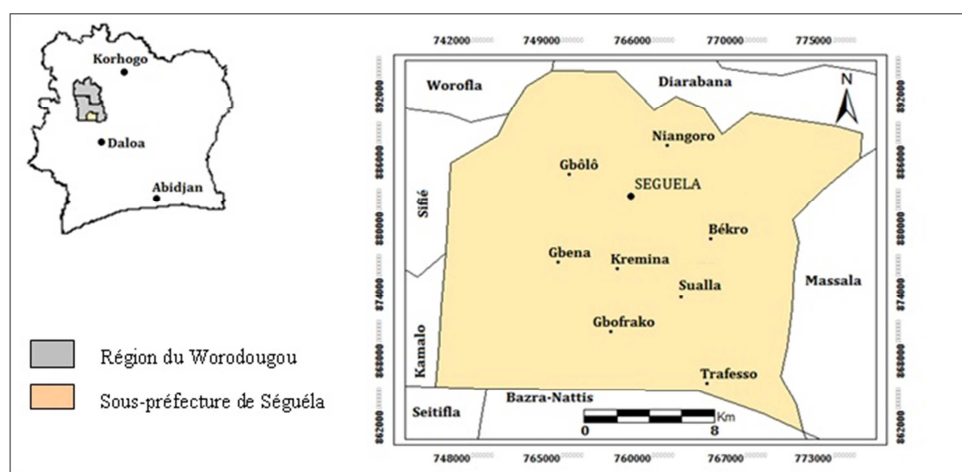 Korhogo
Daloa
Abidjan
Région du Worodougou
Sous-préfecture de Séguéla
742000 749000 766000 770000 775000
892000
886000
880000
874000
868000
862000
Worofla
Diarabana
N
Niangoro
Gbôlô
SEGUELA
Sifié
Békro
Gbena
Kremina
Massala
Sualla
Gbofrako
Kamalo
Trafesso
Seitifla
Bazra-Nattis
Km
0 8
892000
886000
880000
874000
868000
862000
748000 765000 760000 767000 773000